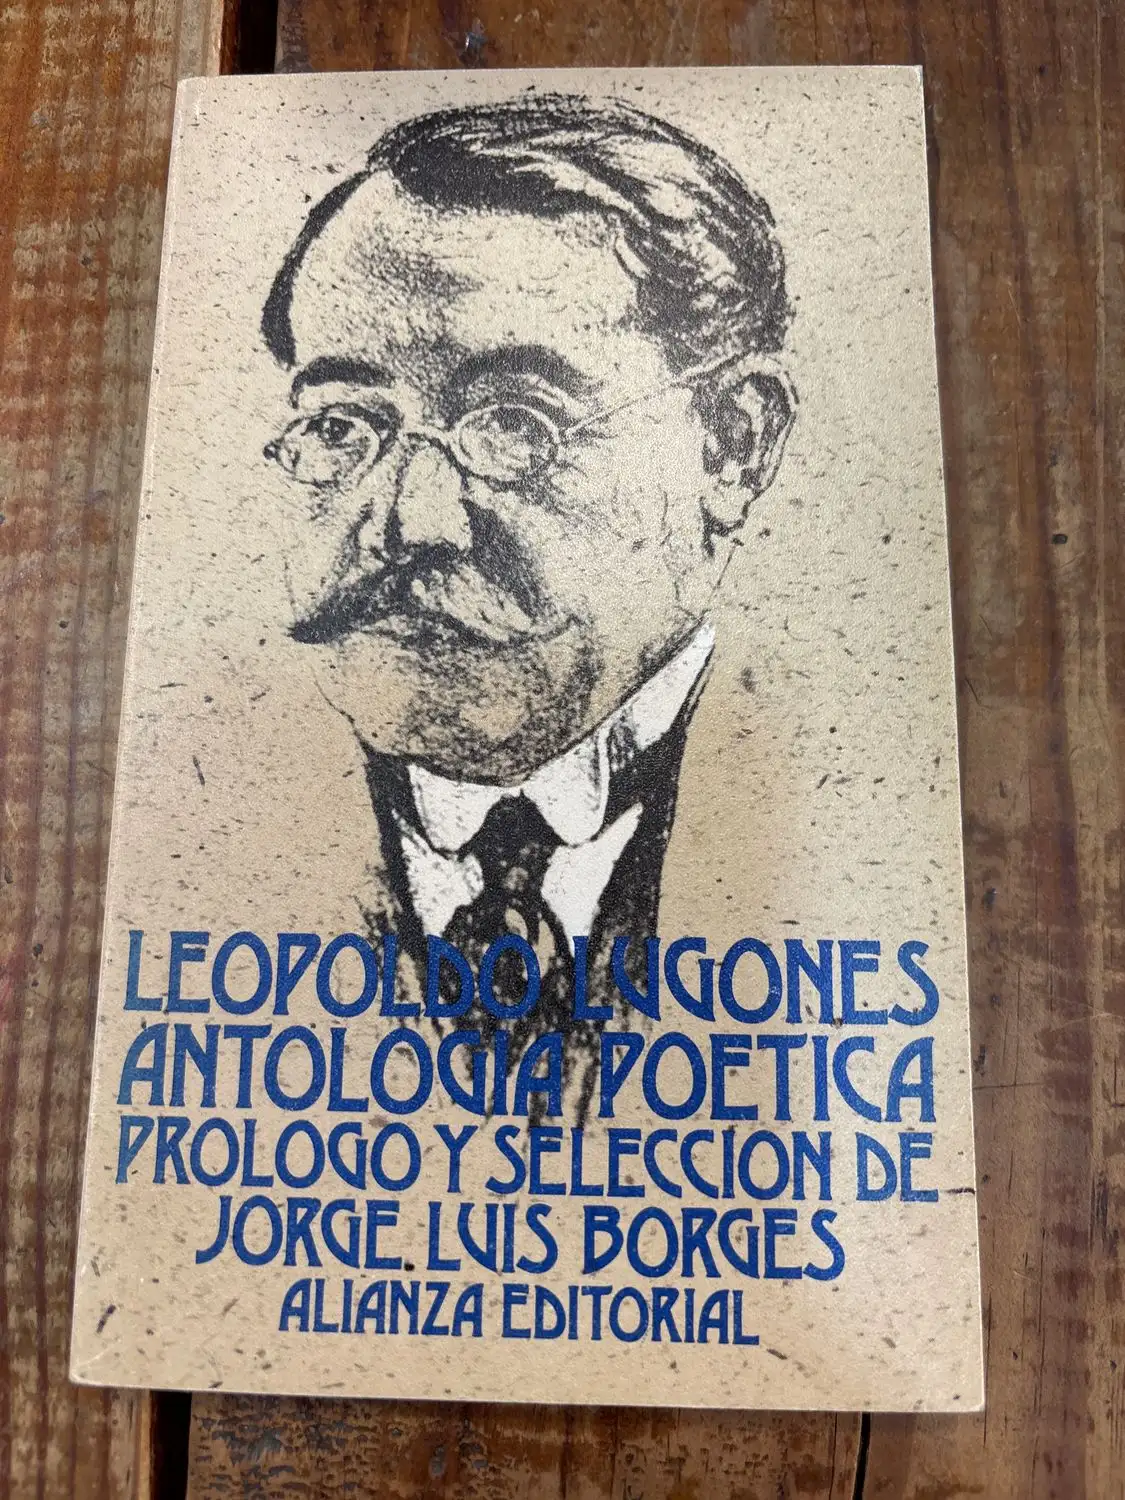 LEOPOLDO LUGONES
ANTOLOGIA POETICA
PROLOGO Y SELECCION DE
JORGE LUIS BORGES
ALIANZA EDITORIAL